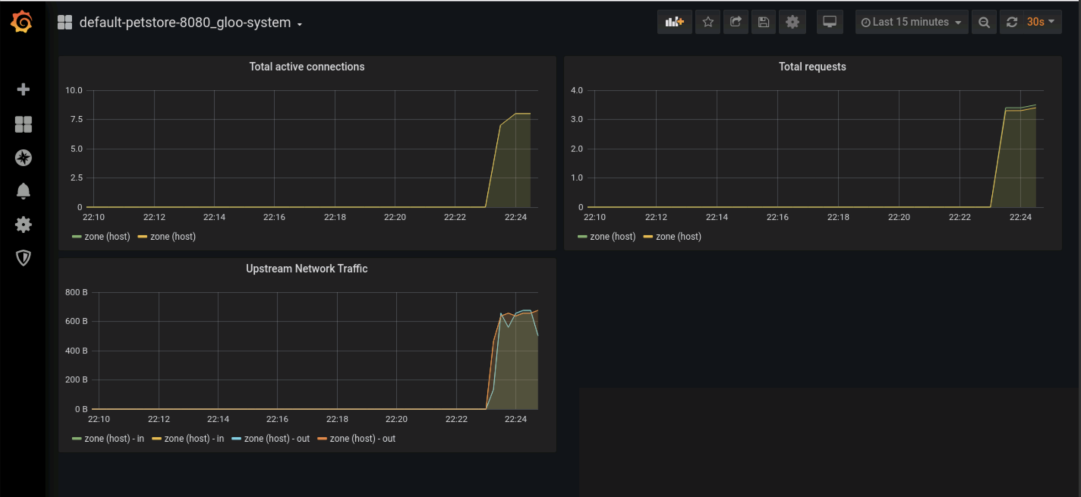 default-petstore-8080_gloo-system
Last 15 minutes
30s
Total active connections
10.0
7.5
5.0
2.5
0
22:10 22:12 22:14 22:16 22:18 22:20 22:22 22:24
zone (host) zone (host)
Total requests
4.0
3.0
2.0
1.0
0
22:10 22:12 22:14 22:16 22:18 22:20 22:22 22:24
zone (host) zone (host)
Upstream Network Traffic
800 B
600 B
400 B
200 B
0 B
22:10 22:12 22:14 22:16 22:18 22:20 22:22 22:24
zone (host) - in zone (host) - in zone (host) - out zone (host) - out